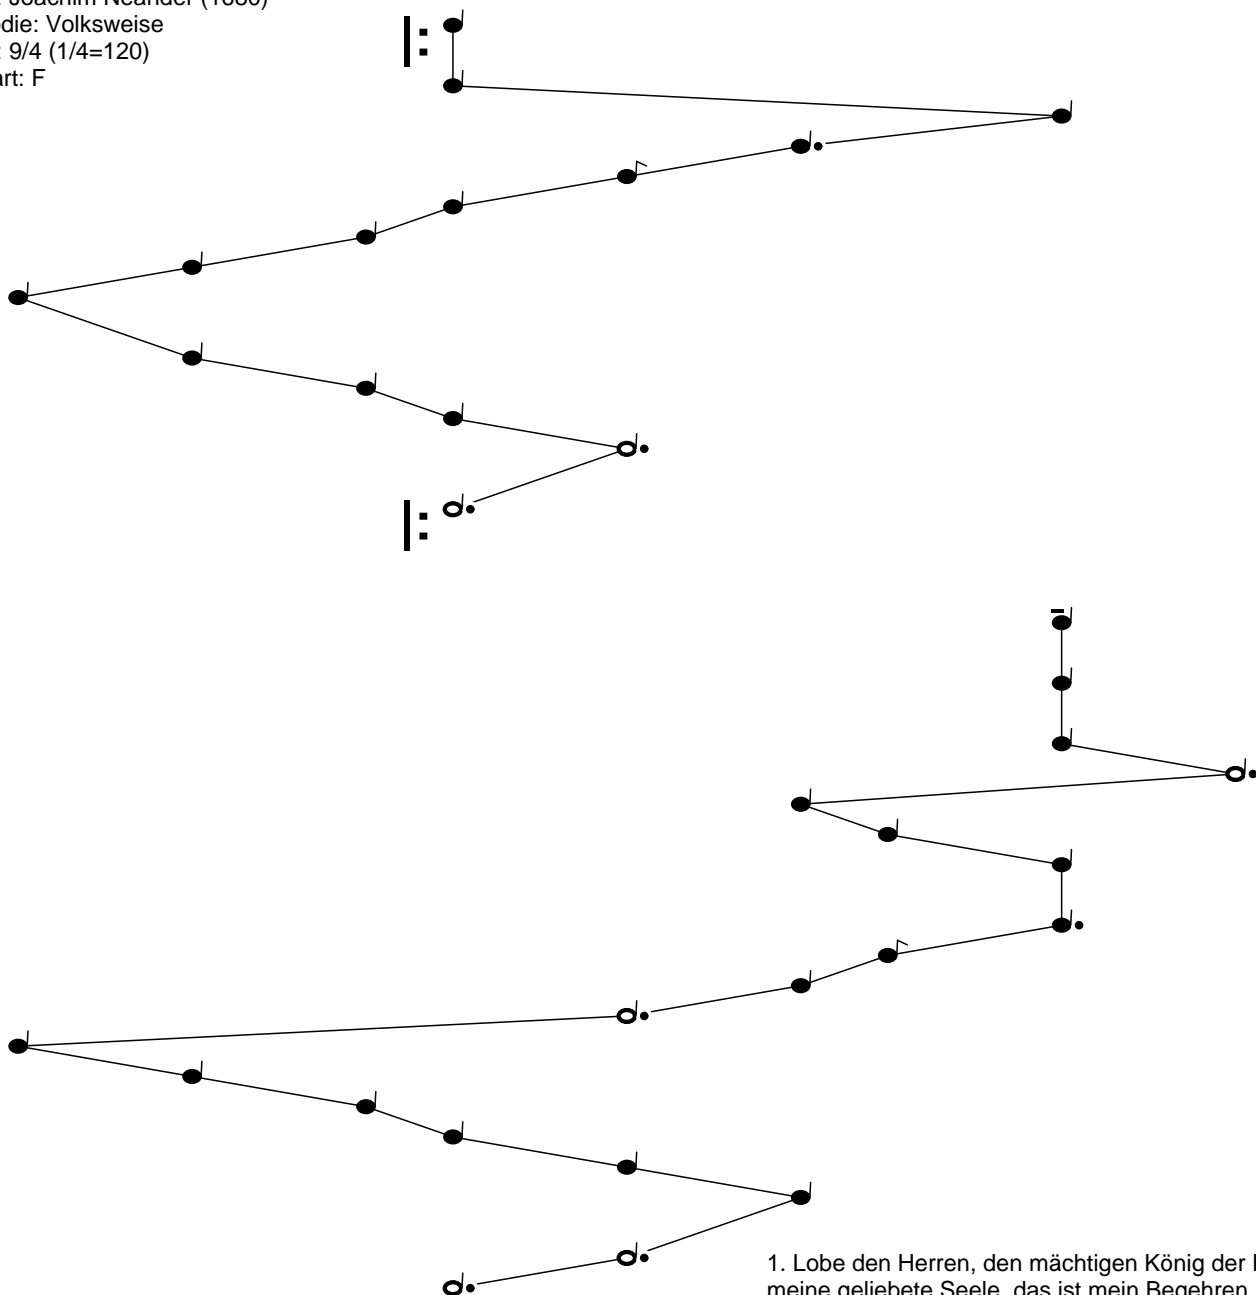 Joachim Neander (1680)
die: Volksweise
: 9/4 (1/4=120)
art: F
1. Lobe den Herren, den mächtigen König der
meine geliebete Seele, das ist mein Begehren